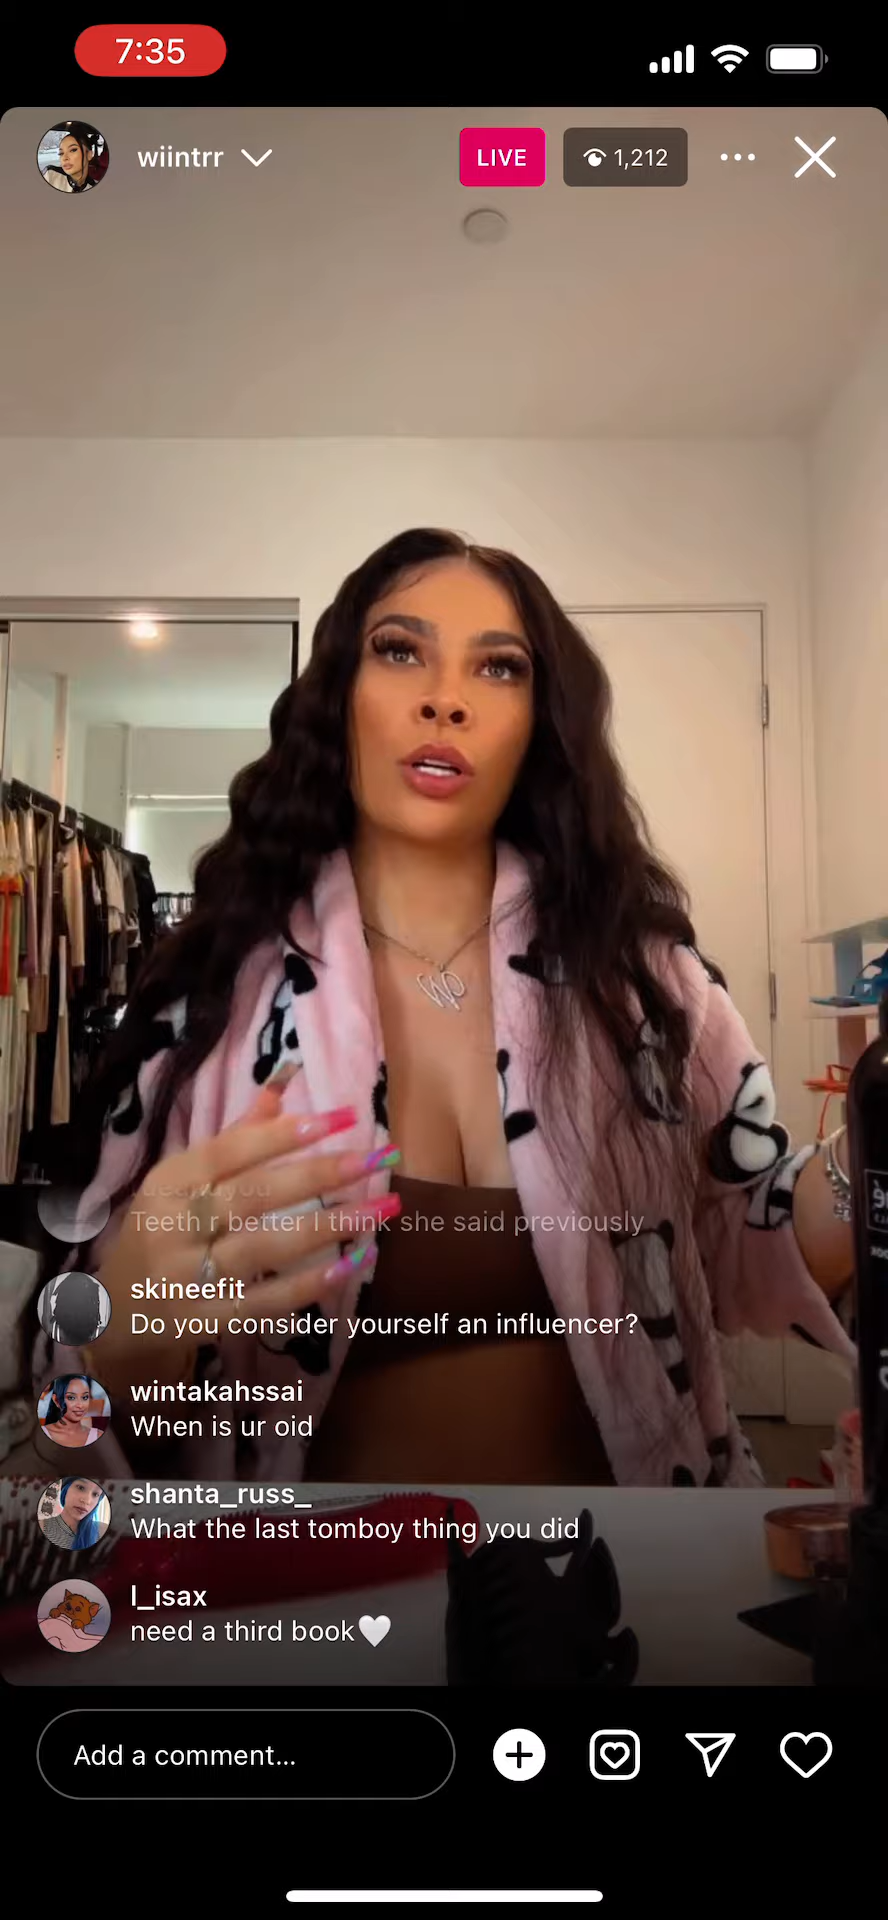 7:35
wiintrr
LIVE
1,212
Teeth r better I think she said previously
skineefit
Do you consider yourself an influencer?
wintakahssai
When is ur oid
shanta_russ_
What the last tomboy thing you did
l_isax
need a third book🤍
Add a comment...